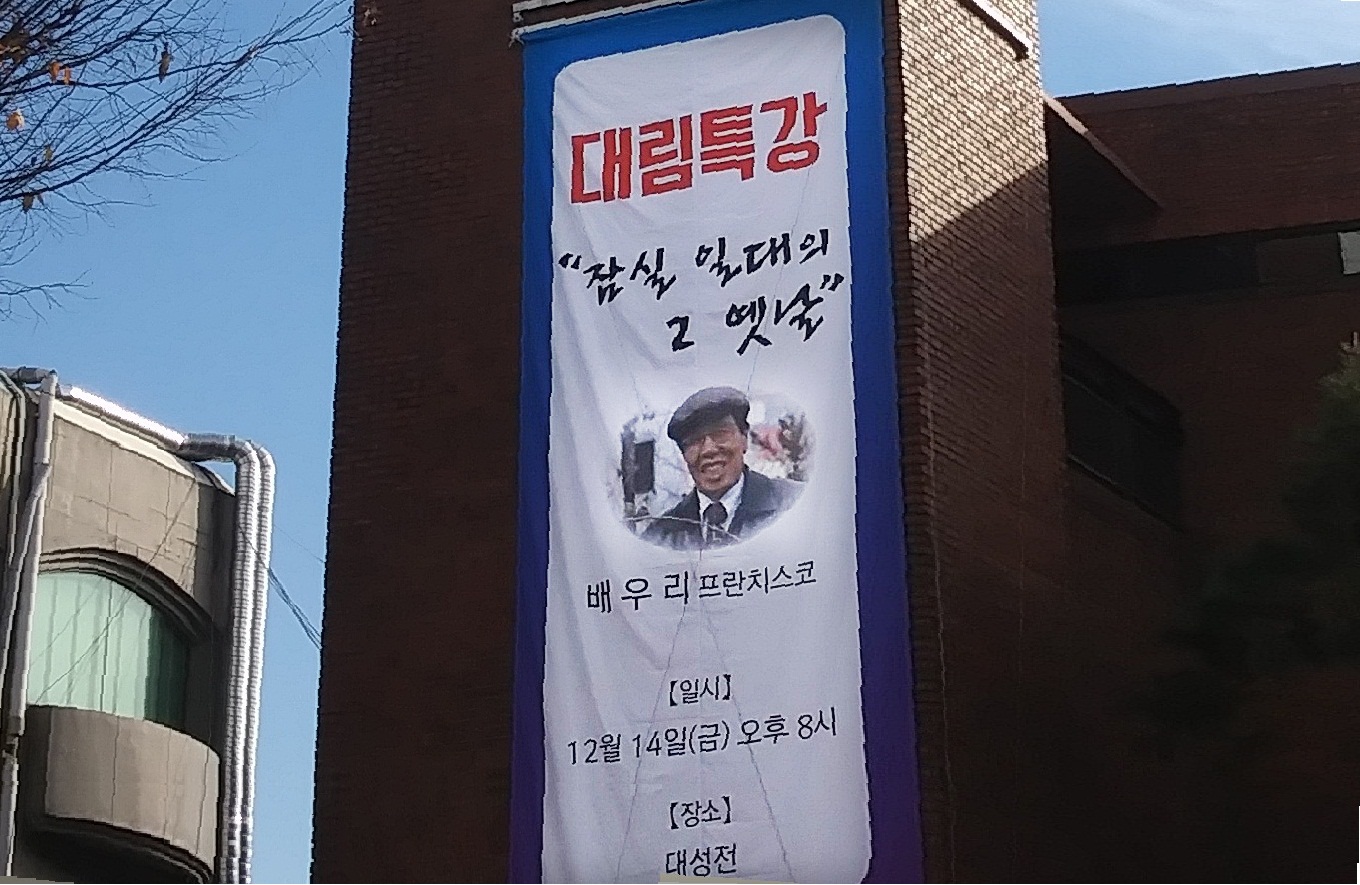 대림특강
“잠실 일대의
그 옛날”
배 우 리 프란치스코
【일시】
12월 14일(금) 오후 8시
【장소】
대성전